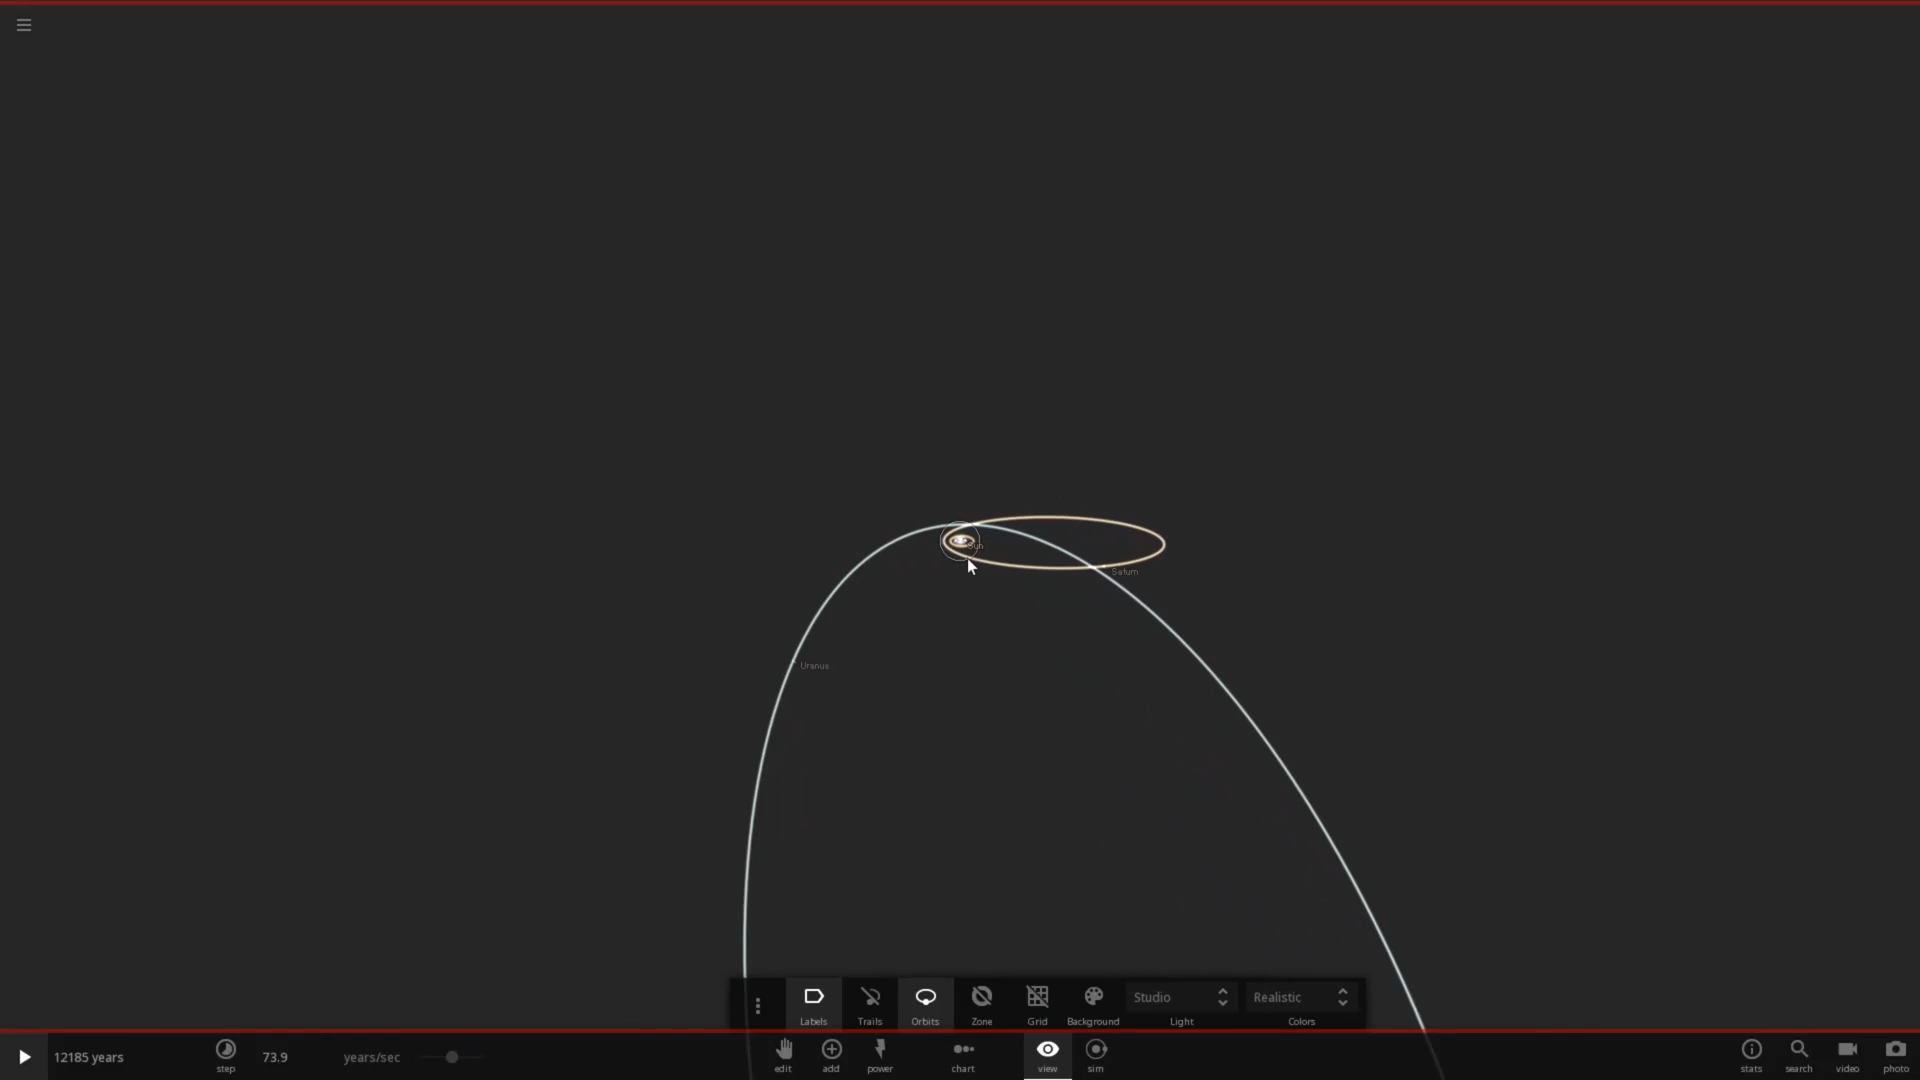 Sun
Saturn
Uranus
Studio
Realistic
Labels
Trails
Orbits
Zone
Grid
Background
Light
Colors
12185 years
step
73.9
years/sec
edit
add
power
chart
view
sim
stats
search
video
photo